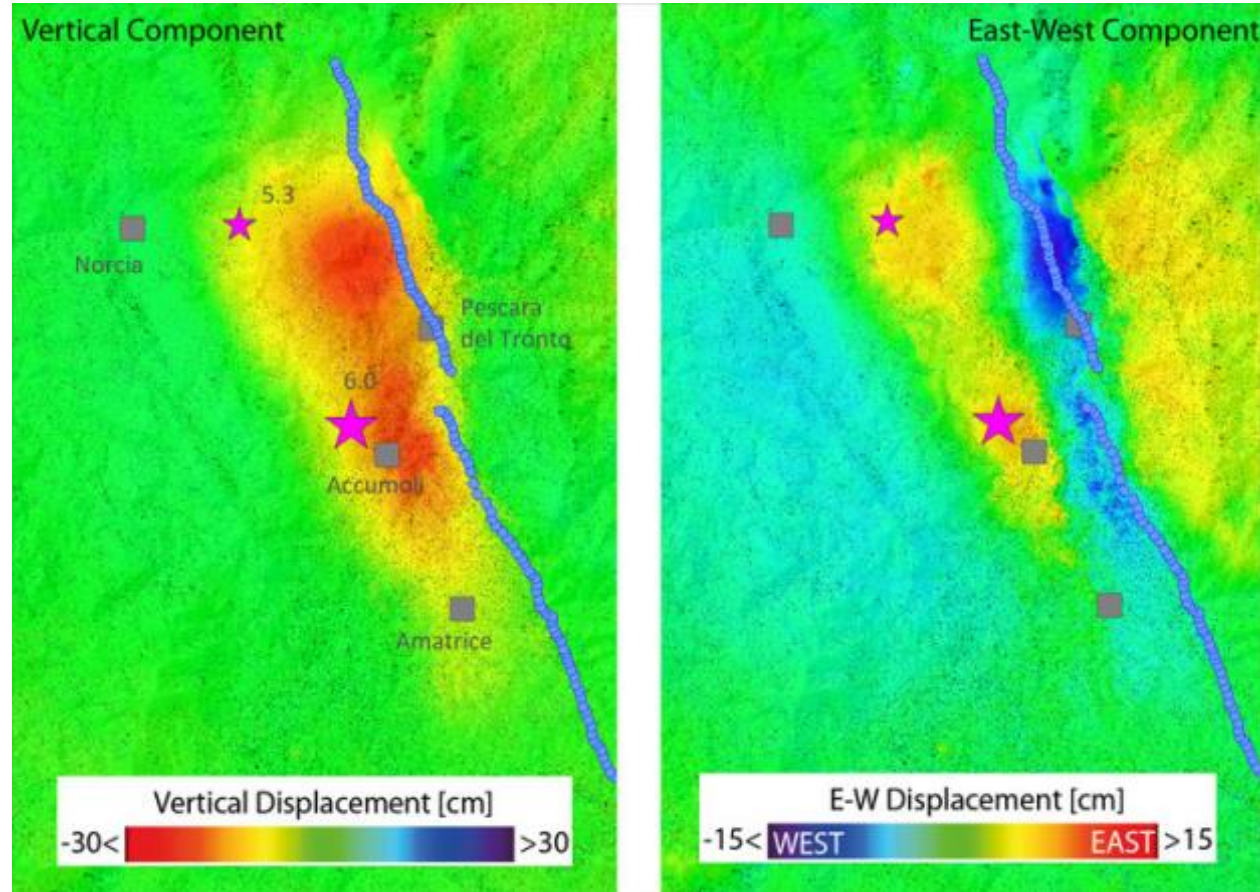 Vertical Component
5.3
Norcia
Pescara
del Tronto
6.0
Accumoli
Amatrice
Vertical Displacement [cm]
-30< >30
East-West Component
E-W Displacement [cm]
-15< WEST EAST >15